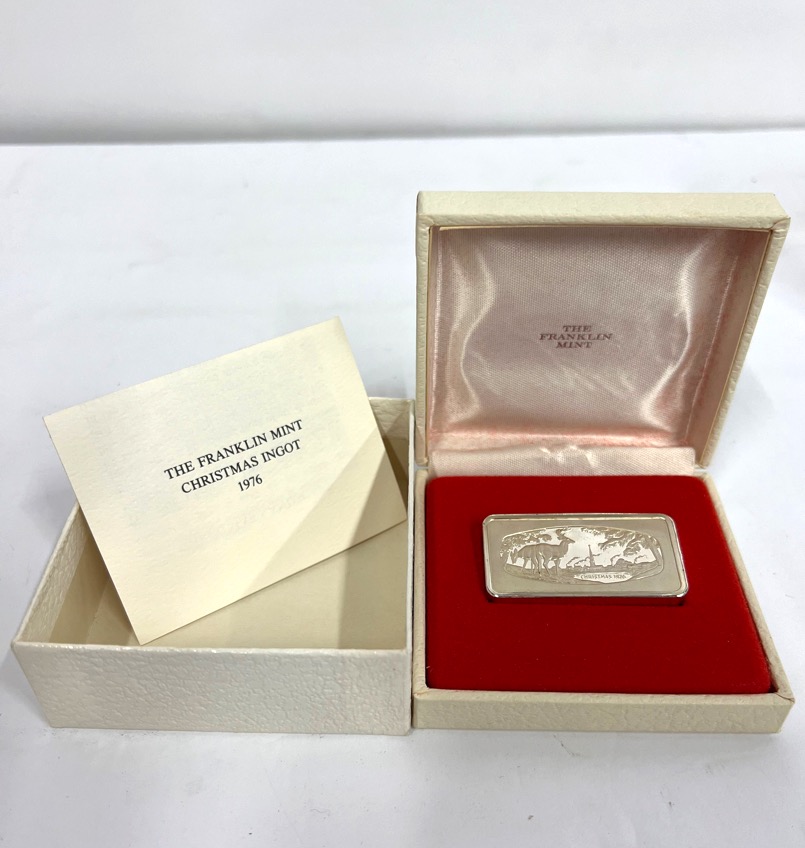 THE FRANKLIN MINT
CHRISTMAS INGOT
1976
THE
FRANKLIN
MINT
CHRISTMAS 1976